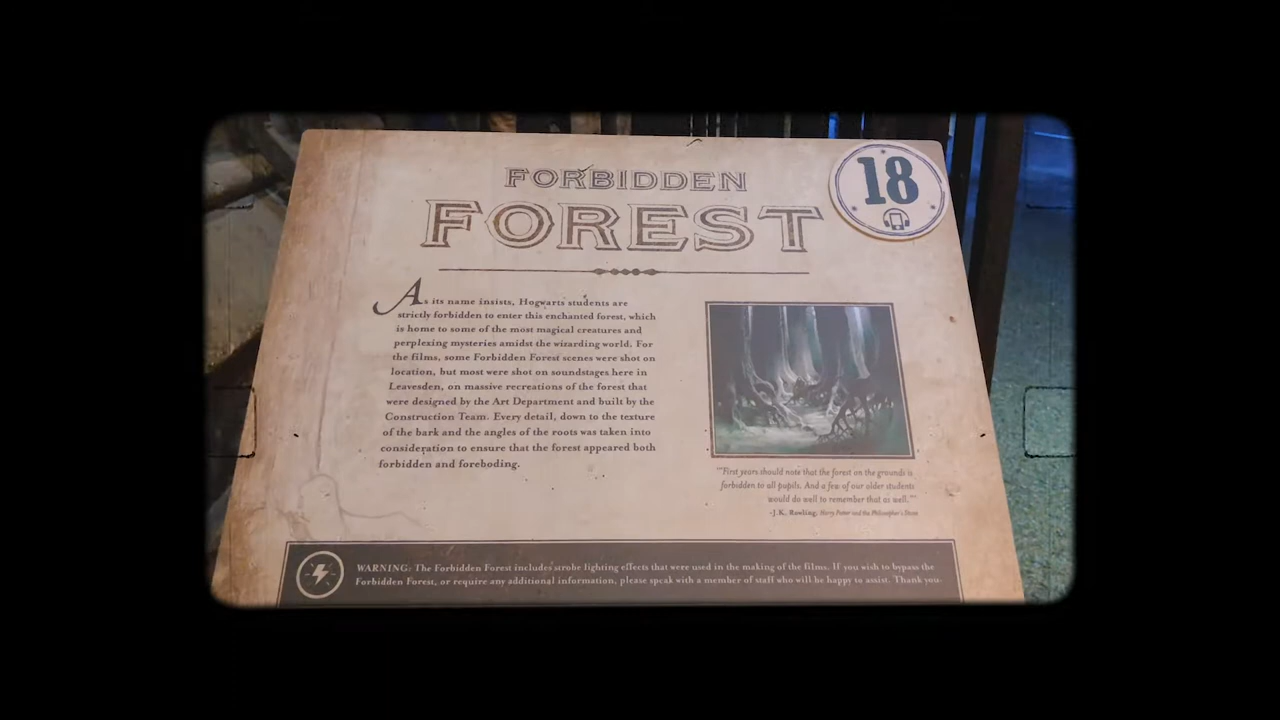 FORBIDDEN
FOREST
18
As its name insists, Hogwarts students are
strictly forbidden to enter this enchanted forest, which
is home to some of the most magical creatures and
perplexing mysteries amidst the wizarding world. For
the films, some Forbidden Forest scenes were shot on
location, but most were shot on soundstages here in
Leavesden, on massive recreations of the forest that
were designed by the Art Department and built by the
Construction Team. Every detail, down to the texture
of the bark and the angles of the roots was taken into
consideration to ensure that the forest appeared both
forbidden and foreboding.
"'First years should note that the forest on the grounds is
forbidden to all pupils. And a few of our older students
would do well to remember that as well.'"
-J.K. Rowling, Harry Potter and the Philosopher's Stone
WARNING: The Forbidden Forest includes strobe lighting effects that were used in the making of the films. If you wish to bypass the
Forbidden Forest, or require any additional information, please speak with a member of staff who will be happy to assist. Thank you.